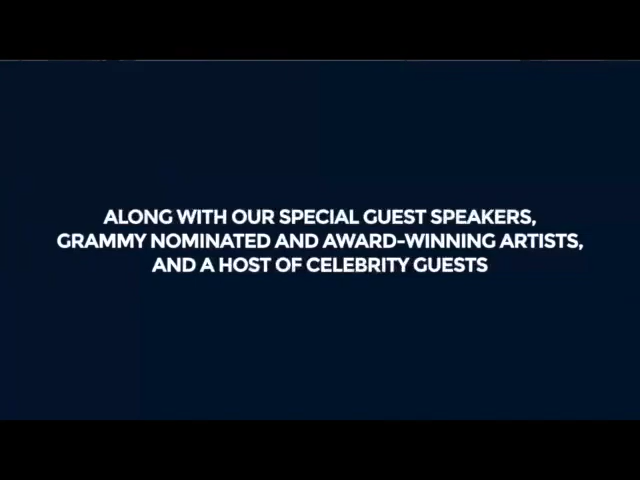 ALONG WITH OUR SPECIAL GUEST SPEAKERS,
GRAMMY NOMINATED AND AWARD-WINNING ARTISTS,
AND A HOST OF CELEBRITY GUESTS